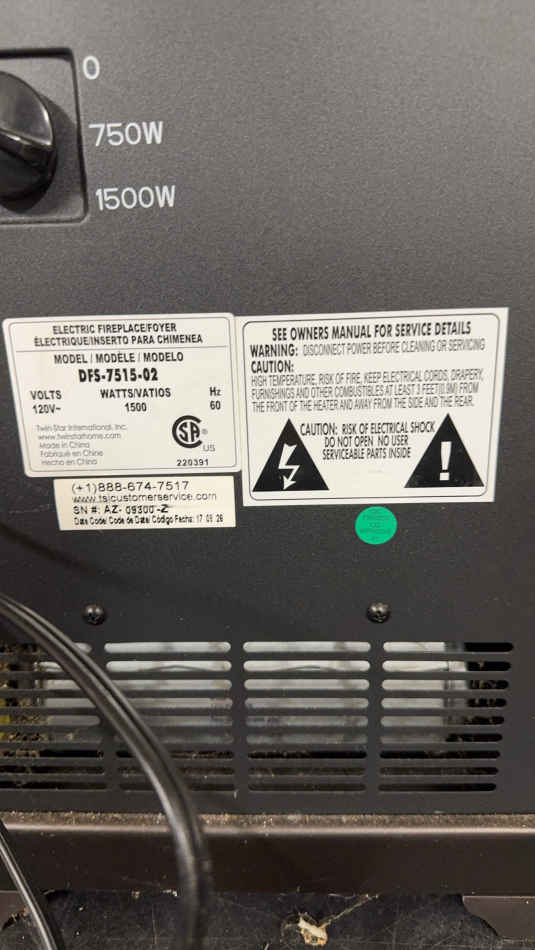 0
750W
1500W
ELECTRIC FIREPLACE/FOYER
ÉLECTRIQUE/INSERTO PARA CHIMENEA
MODEL / MODÈLE / MODELO
DFS-7515-02
VOLTS WATTS/VATIOS Hz
120V~ 1500 60
Twin-Star International, Inc.
www.twinstarhome.com
Made in China
Fabriqué en Chine
Hecho en China
SA ® US
220391
SEE OWNERS MANUAL FOR SERVICE DETAILS
WARNING: DISCONNECT POWER BEFORE CLEANING OR SERVICING
CAUTION:
HIGH TEMPERATURE, RISK OF FIRE, KEEP ELECTRICAL CORDS, DRAPERY,
FURNISHINGS AND OTHER COMBUSTIBLES AT LEAST 3 FEET(0.9M) FROM
THE FRONT OF THE HEATER AND AWAY FROM THE SIDE AND THE REAR.
CAUTION: RISK OF ELECTRICAL SHOCK
DO NOT OPEN NO USER
SERVICEABLE PARTS INSIDE
!
(+1)888-674-7517
www.tsicustomerservice.com
SN #: AZ- 09300 -Z
Date Code/ Code de Date/ Código Fecha: 17 05 26